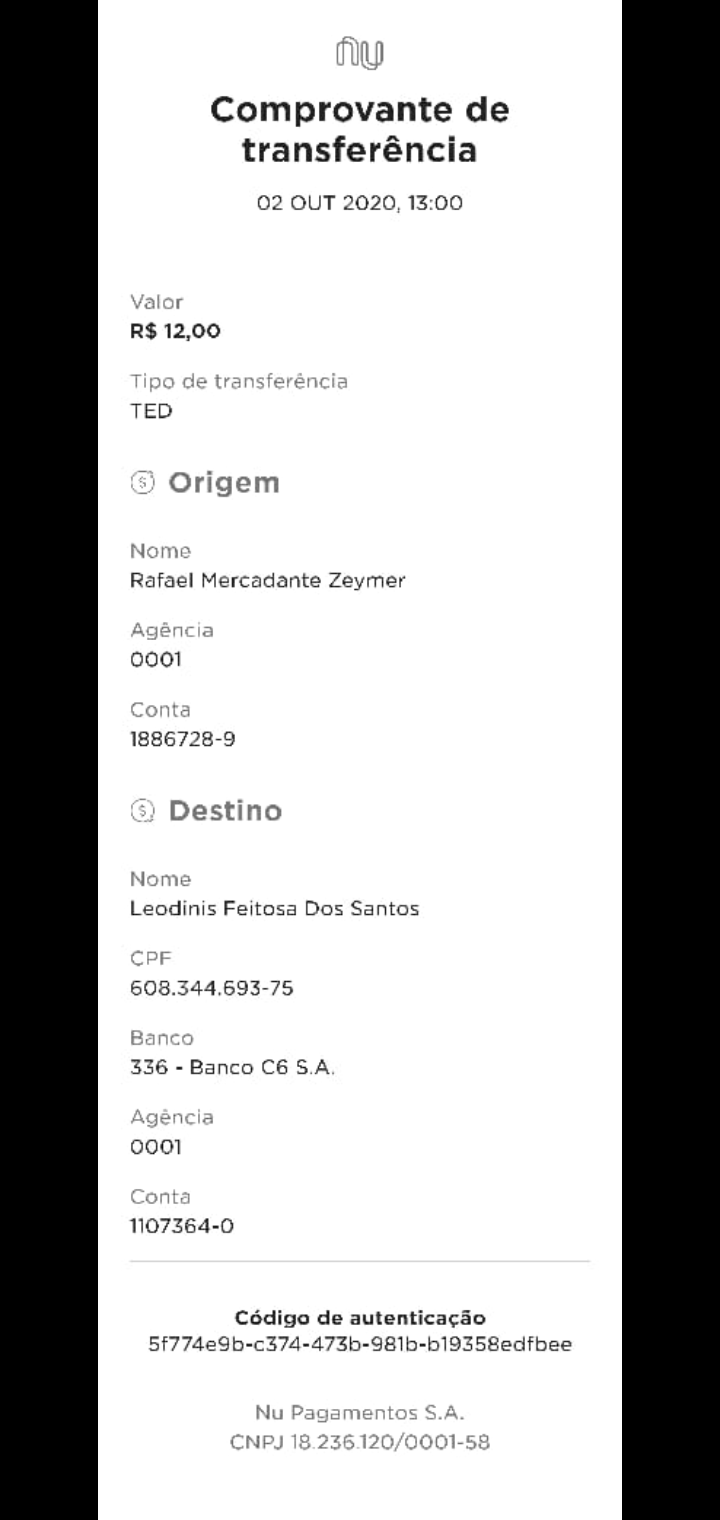 nu
Comprovante de
transferência
02 OUT 2020, 13:00
Valor
R$ 12,00
Tipo de transferência
TED
Origem
Nome
Rafael Mercadante Zeymer
Agência
0001
Conta
1886728-9
Destino
Nome
Leodinis Feitosa Dos Santos
CPF
608.344.693-75
Banco
336 - Banco C6 S.A.
Agência
0001
Conta
1107364-0
Código de autenticação
5f774e9b-c374-473b-981b-b19358edfbee
Nu Pagamentos S.A.
CNPJ 18.236.120/0001-58